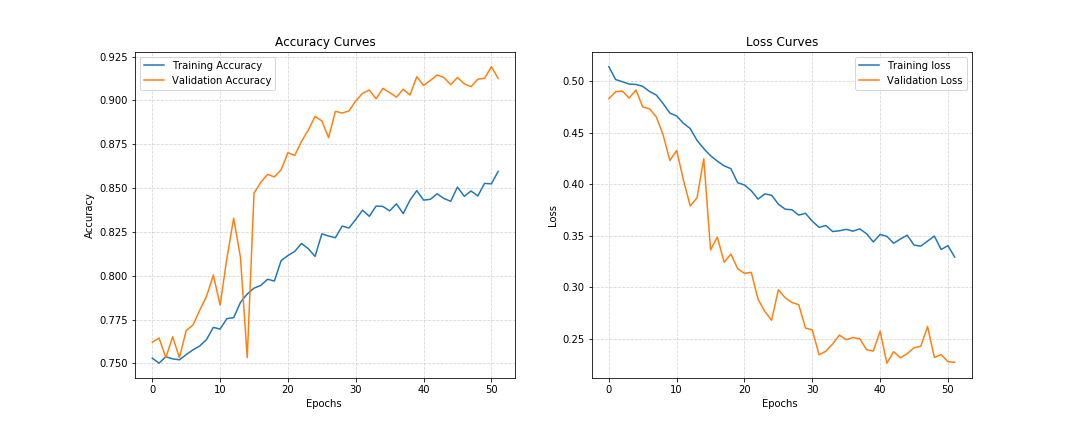 Accuracy Curves
Training Accuracy
Validation Accuracy
0.925
0.900
0.875
0.850
0.825
0.800
0.775
0.750
Accuracy
0 10 20 30 40 50
Epochs
Loss Curves
Training loss
Validation Loss
0.50
0.45
0.40
0.35
0.30
0.25
Loss
0 10 20 30 40 50
Epochs